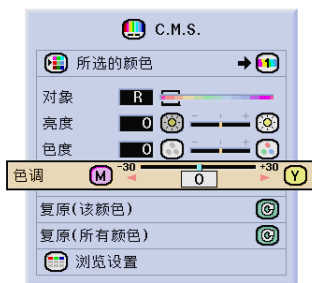 C.M.S.
所选的颜色 1
对象 R
亮度 0 - +
色度 0 - +
色调 M -30 0 +30 Y
复原(该颜色)
复原(所有颜色)
浏览设置